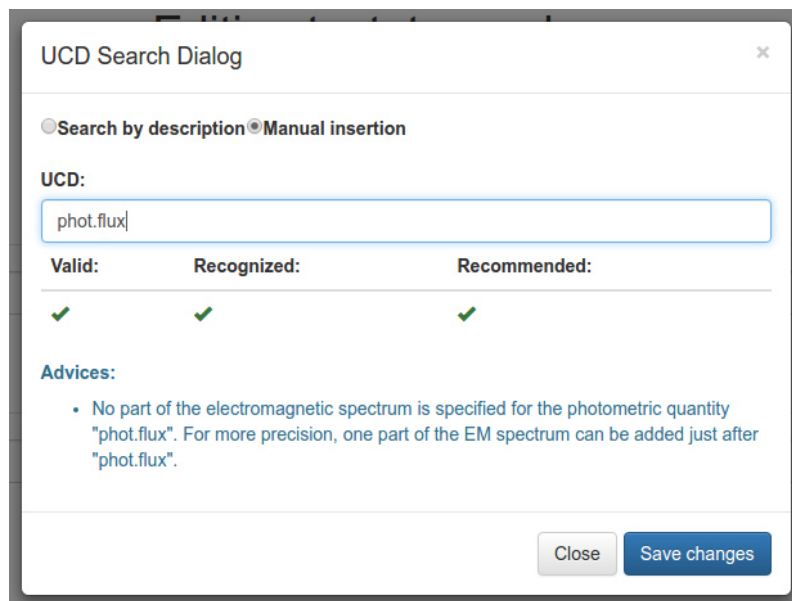 UCD Search Dialog
×
Search by description Manual insertion
UCD:
phot.flux
Valid: Recognized: Recommended:
Advices:
• No part of the electromagnetic spectrum is specified for the photometric quantity
"phot.flux". For more precision, one part of the EM spectrum can be added just after
"phot.flux".
Close Save changes